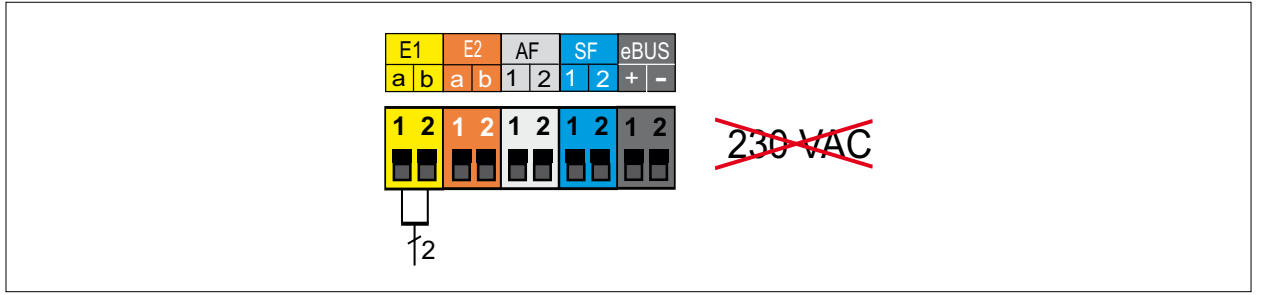 E1 E2 AF SF eBUS
a b a b 1 2 1 2 + -
1 2 1 2 1 2 1 2 1 2
230 VAC
2